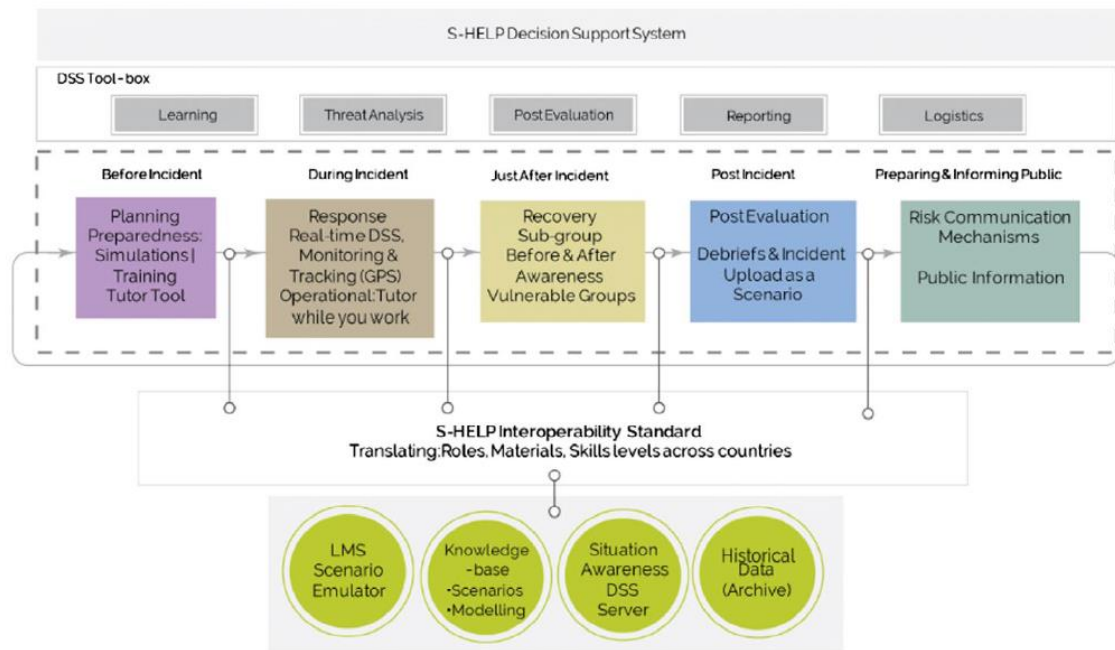 S-HELP Decision Support System
DSS Tool-box
Learning
Threat Analysis
Post Evaluation
Reporting
Logistics
Before Incident
During Incident
Just After Incident
Post Incident
Preparing & Informing Public
Planning
Preparedness:
Simulations|
Training
Tutor Tool
Response
Real-time DSS,
Monitoring &
Tracking (GPS)
Operational:Tutor
while you work
Recovery
Sub-group
Before & After
Awareness
Vulnerable Groups
Post Evaluation
Debriefs & Incident
Upload as a
Scenario
Risk Communication
Mechanisms
Public Information
S-HELP Interoperability Standard
Translating:Roles, Materials, Skills levels across countries
LMS
Scenario
Emulator
Knowledge
-base
•Scenarios
•Modelling
Situation
Awareness
DSS
Server
Historical
Data
(Archive)